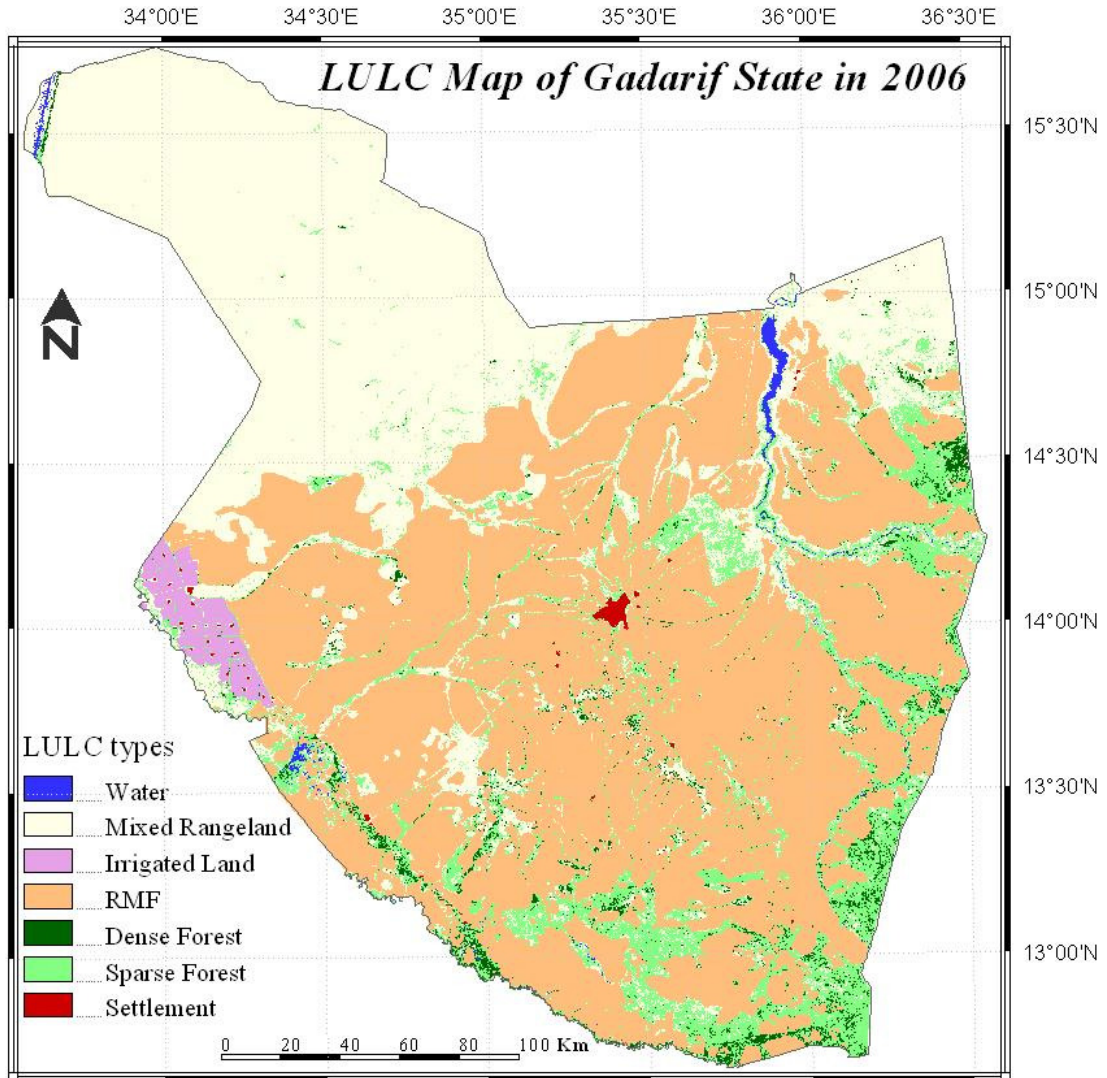 34°00'E 34°30'E 35°00'E 35°30'E 36°00'E 36°30'E
LULC Map of Gadarif State in 2006
15°30'N
15°00'N
N
14°30'N
14°00'N
LULC types
13°30'N
Water
Mixed Rangeland
Irrigated Land
RMF
Dense Forest
13°00'N
Sparse Forest
Settlement
0 20 40 60 80 100 Km